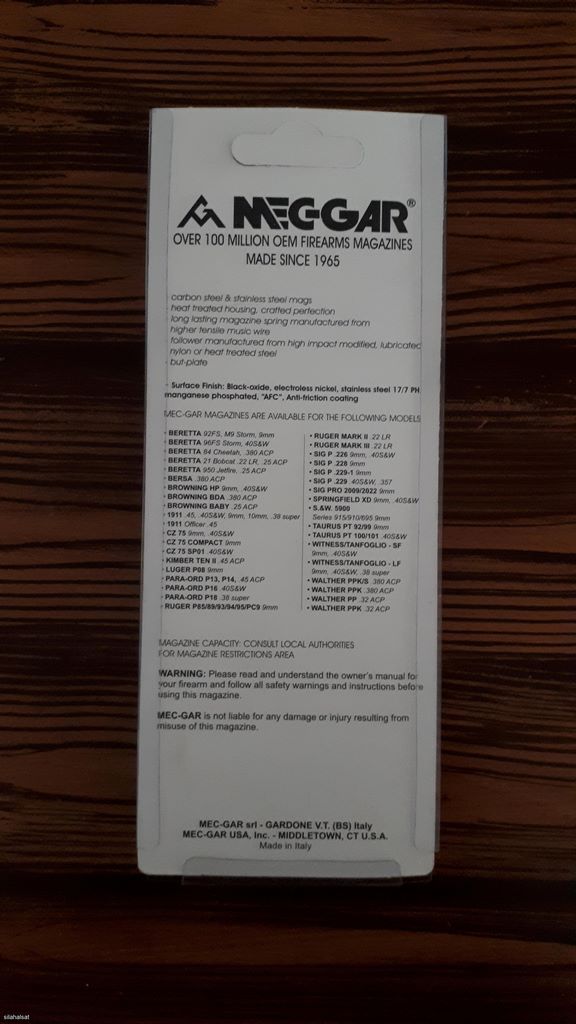 MEC-GAR®
OVER 100 MILLION OEM FIREARMS MAGAZINES
MADE SINCE 1965
carbon steel & stainless steel mags
heat treated housing, crafted perfection
long lasting magazine spring manufactured from
higher tensile music wire
follower manufactured from high impact modified, lubricated
nylon or heat treated steel
but-plate
· Surface Finish: Black-oxide, electroless nickel, stainless steel 17/7 PH
manganese phosphated, "AFC", Anti-friction coating
MEC-GAR MAGAZINES ARE AVAILABLE FOR THE FOLLOWING MODELS
· BERETTA 92FS, M9 Storm, 9mm
· BERETTA 96FS Storm, .40S&W
· BERETTA 84 Cheetah, .380 ACP
· BERETTA 21 Bobcat .22 LR, .25 ACP
· BERETTA 950 Jetfire, .25 ACP
· BERSA .380 ACP
· BROWNING HP 9mm, .40S&W
· BROWNING BDA .380 ACP
· BROWNING BABY .25 ACP
· 1911 .45, .40S&W, 9mm, 10mm, .38 super
· 1911 Officer .45
· CZ 75 9mm, .40S&W
· CZ 75 COMPACT 9mm
· CZ 75 SP01 .40S&W
· KIMBER TEN II .45 ACP
· LUGER P08 9mm
· PARA-ORD P13, P14, .45 ACP
· PARA-ORD P16 .40S&W
· PARA-ORD P18 .38 super
· RUGER P85/89/93/94/95/PC9 9mm
• RUGER MARK II .22 LR
• RUGER MARK III .22 LR
• SIG P .226 9mm, .40S&W
• SIG P .228 9mm
• SIG P .229-1 9mm
• SIG P .229 .40S&W, .357
• SIG PRO 2009/2022 9mm
• SPRINGFIELD XD 9mm, .40S&W
• S.&W. 5900
Series 915/910/695 9mm
• TAURUS PT 92/99 9mm
• TAURUS PT 100/101 .40S&W
• WITNESS/TANFOGLIO - SF
9mm, .40S&W
• WITNESS/TANFOGLIO - LF
9mm, .40S&W, .38 super
• WALTHER PPK/S .380 ACP
• WALTHER PPK .380 ACP
• WALTHER PP .32 ACP
• WALTHER PPK .32 ACP
MAGAZINE CAPACITY: CONSULT LOCAL AUTHORITIES
FOR MAGAZINE RESTRICTIONS AREA
WARNING: Please read and understand the owner's manual for
your firearm and follow all safety warnings and instructions before
using this magazine.
MEC-GAR is not liable for any damage or injury resulting from
misuse of this magazine.
MEC-GAR srl - GARDONE V.T. (BS) Italy
MEC-GAR USA, Inc. - MIDDLETOWN, CT U.S.A.
Made in Italy
silahalsat